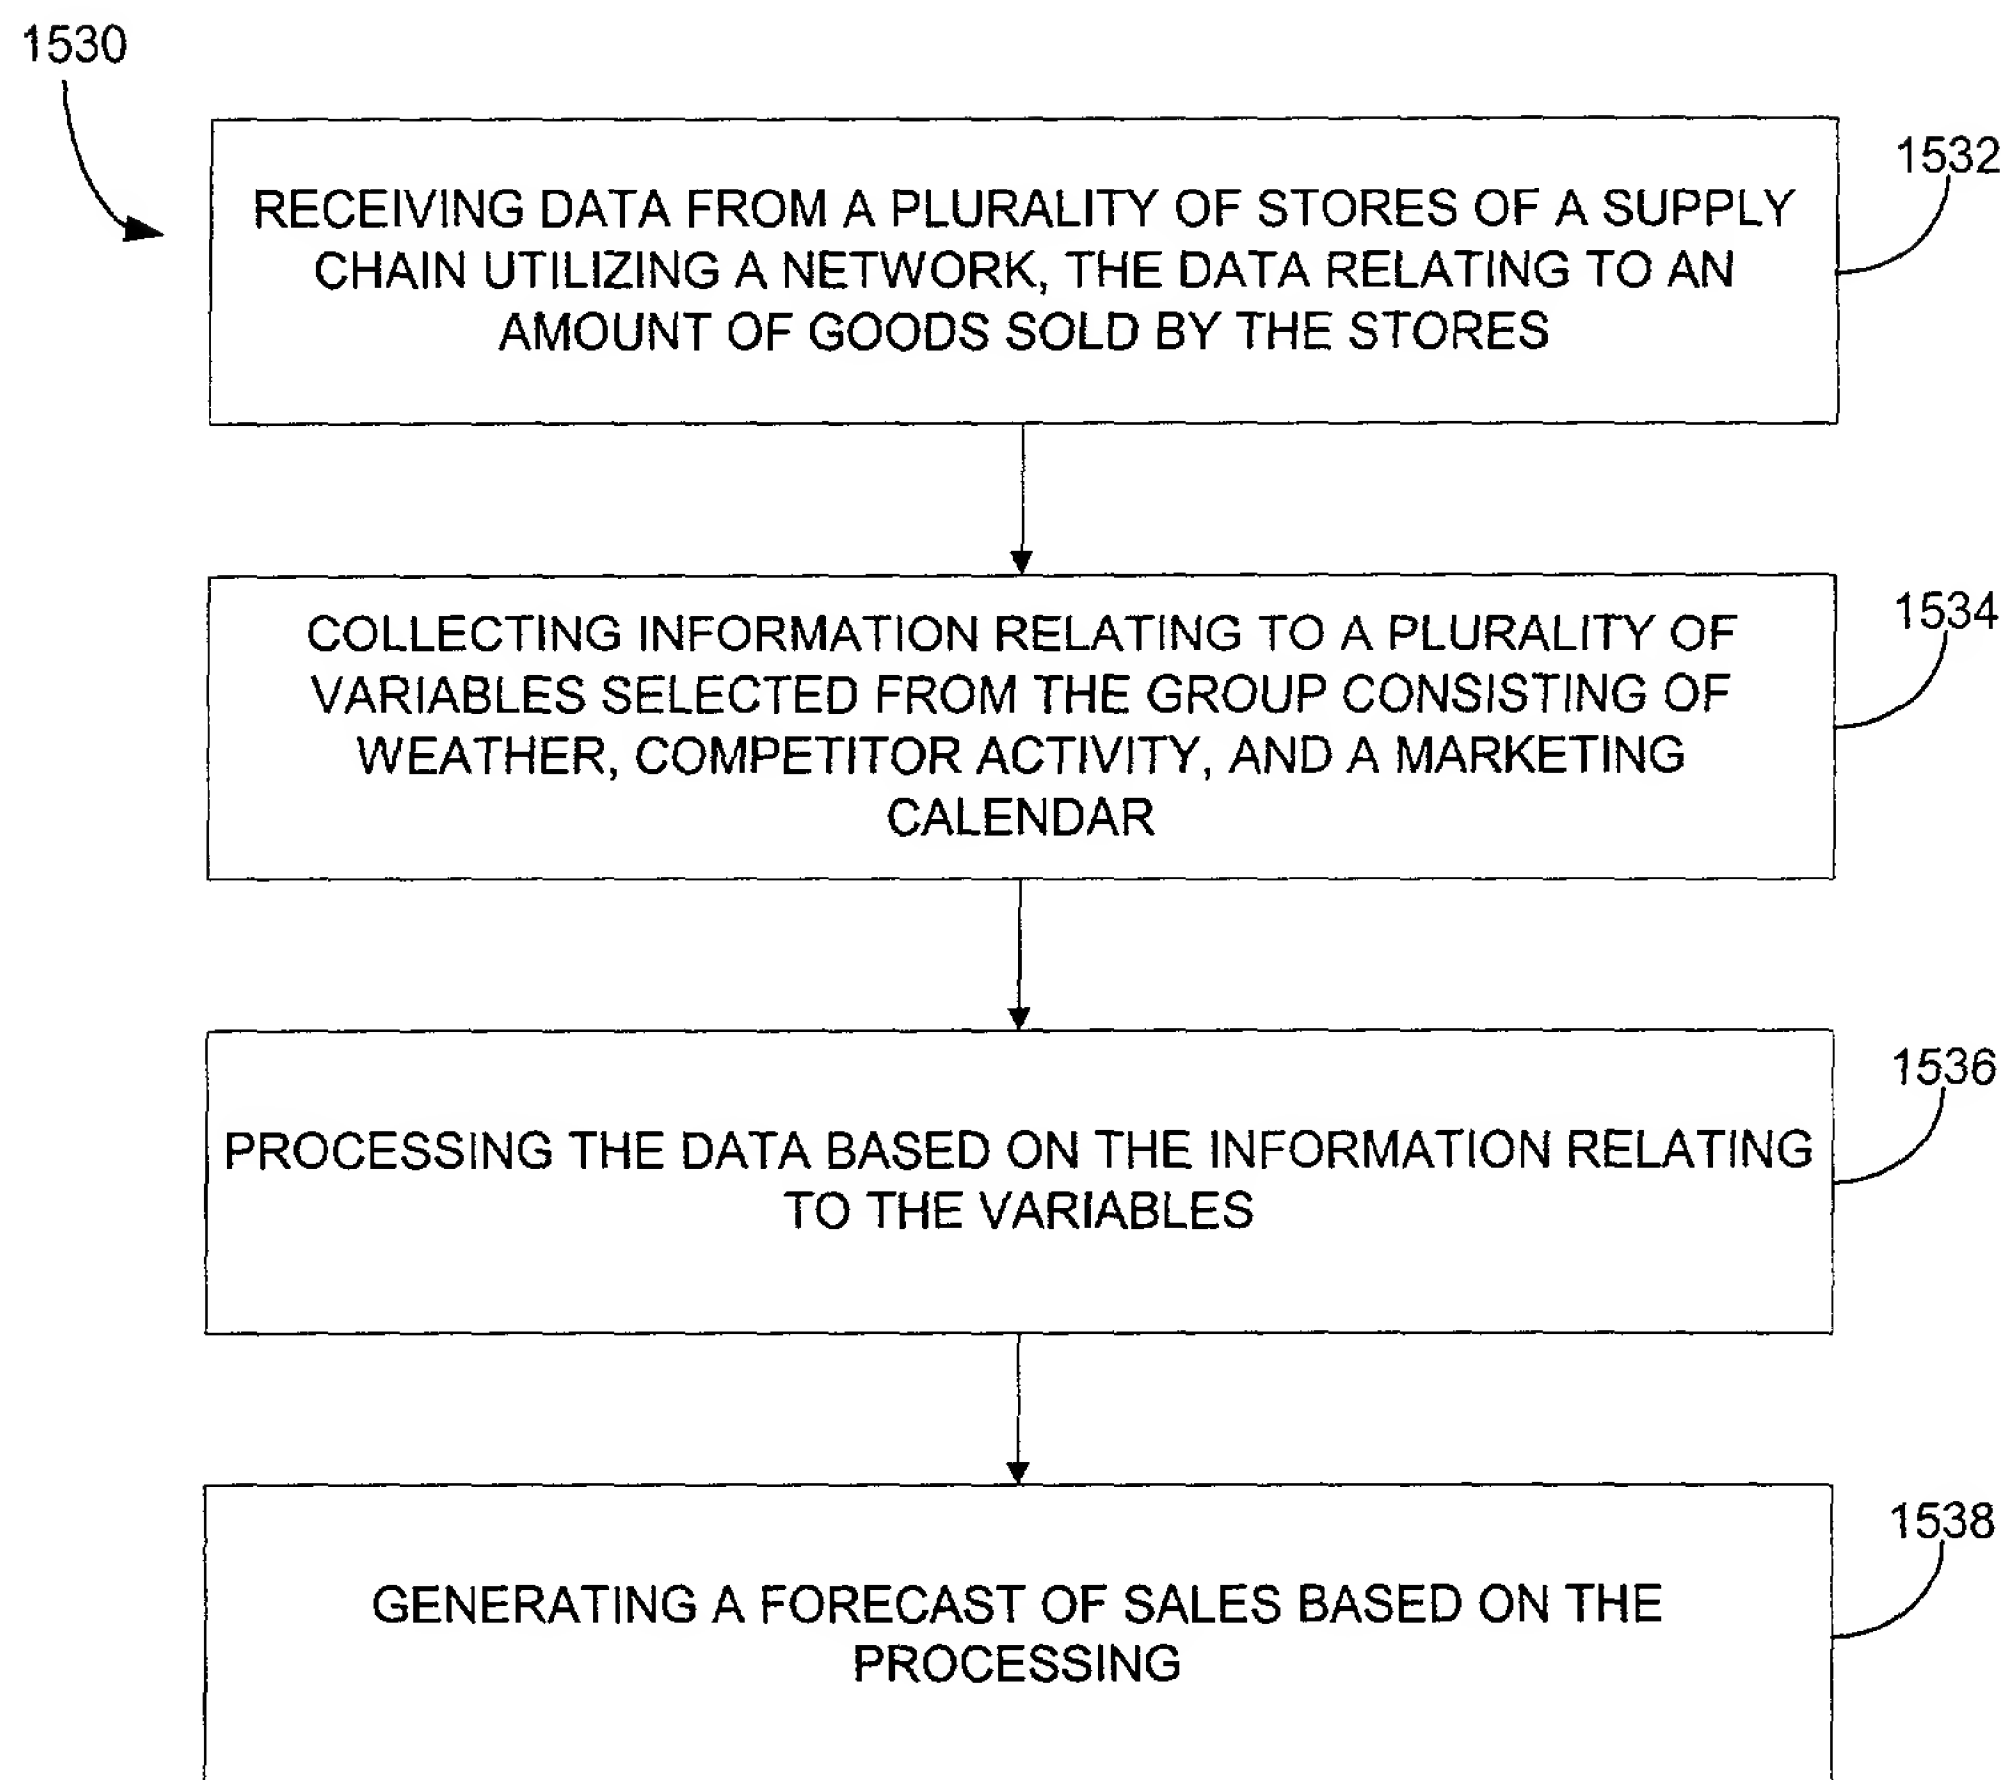 1530
1532
RECEIVING DATA FROM A PLURALITY OF STORES OF A SUPPLY
CHAIN UTILIZING A NETWORK, THE DATA RELATING TO AN
AMOUNT OF GOODS SOLD BY THE STORES
1534
COLLECTING INFORMATION RELATING TO A PLURALITY OF
VARIABLES SELECTED FROM THE GROUP CONSISTING OF
WEATHER, COMPETITOR ACTIVITY, AND A MARKETING
CALENDAR
1536
PROCESSING THE DATA BASED ON THE INFORMATION RELATING
TO THE VARIABLES
1538
GENERATING A FORECAST OF SALES BASED ON THE
PROCESSING